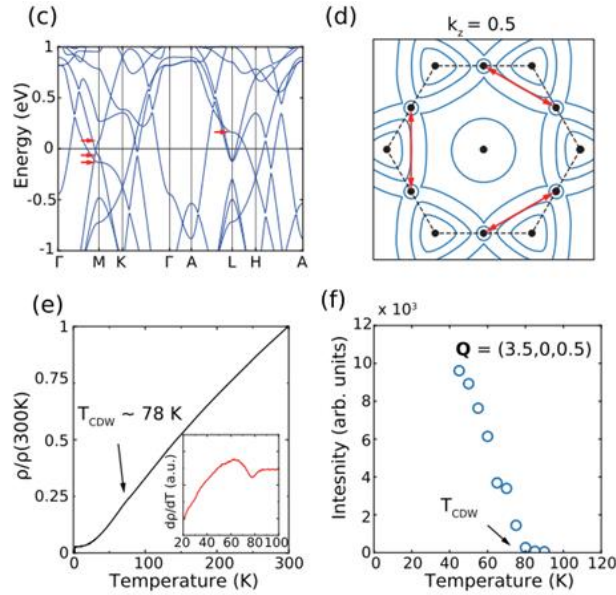 (c)
Energy (eV)
1
0.5
0
-0.5
-1
Γ M K Γ A L H A
(d)
k_z = 0.5
(e)
ρ/ρ(300K)
1
0.75
0.5
0.25
0
T_CDW ~ 78 K
dρ/dT (a.u.)
20 40 60 80 100
0 100 200 300
Temperature (K)
(f)
× 10³
Intesnity (arb. units)
12
10
8
6
4
2
0
Q = (3.5,0,0.5)
T_CDW
0 20 40 60 80 100 120
Temperature (K)